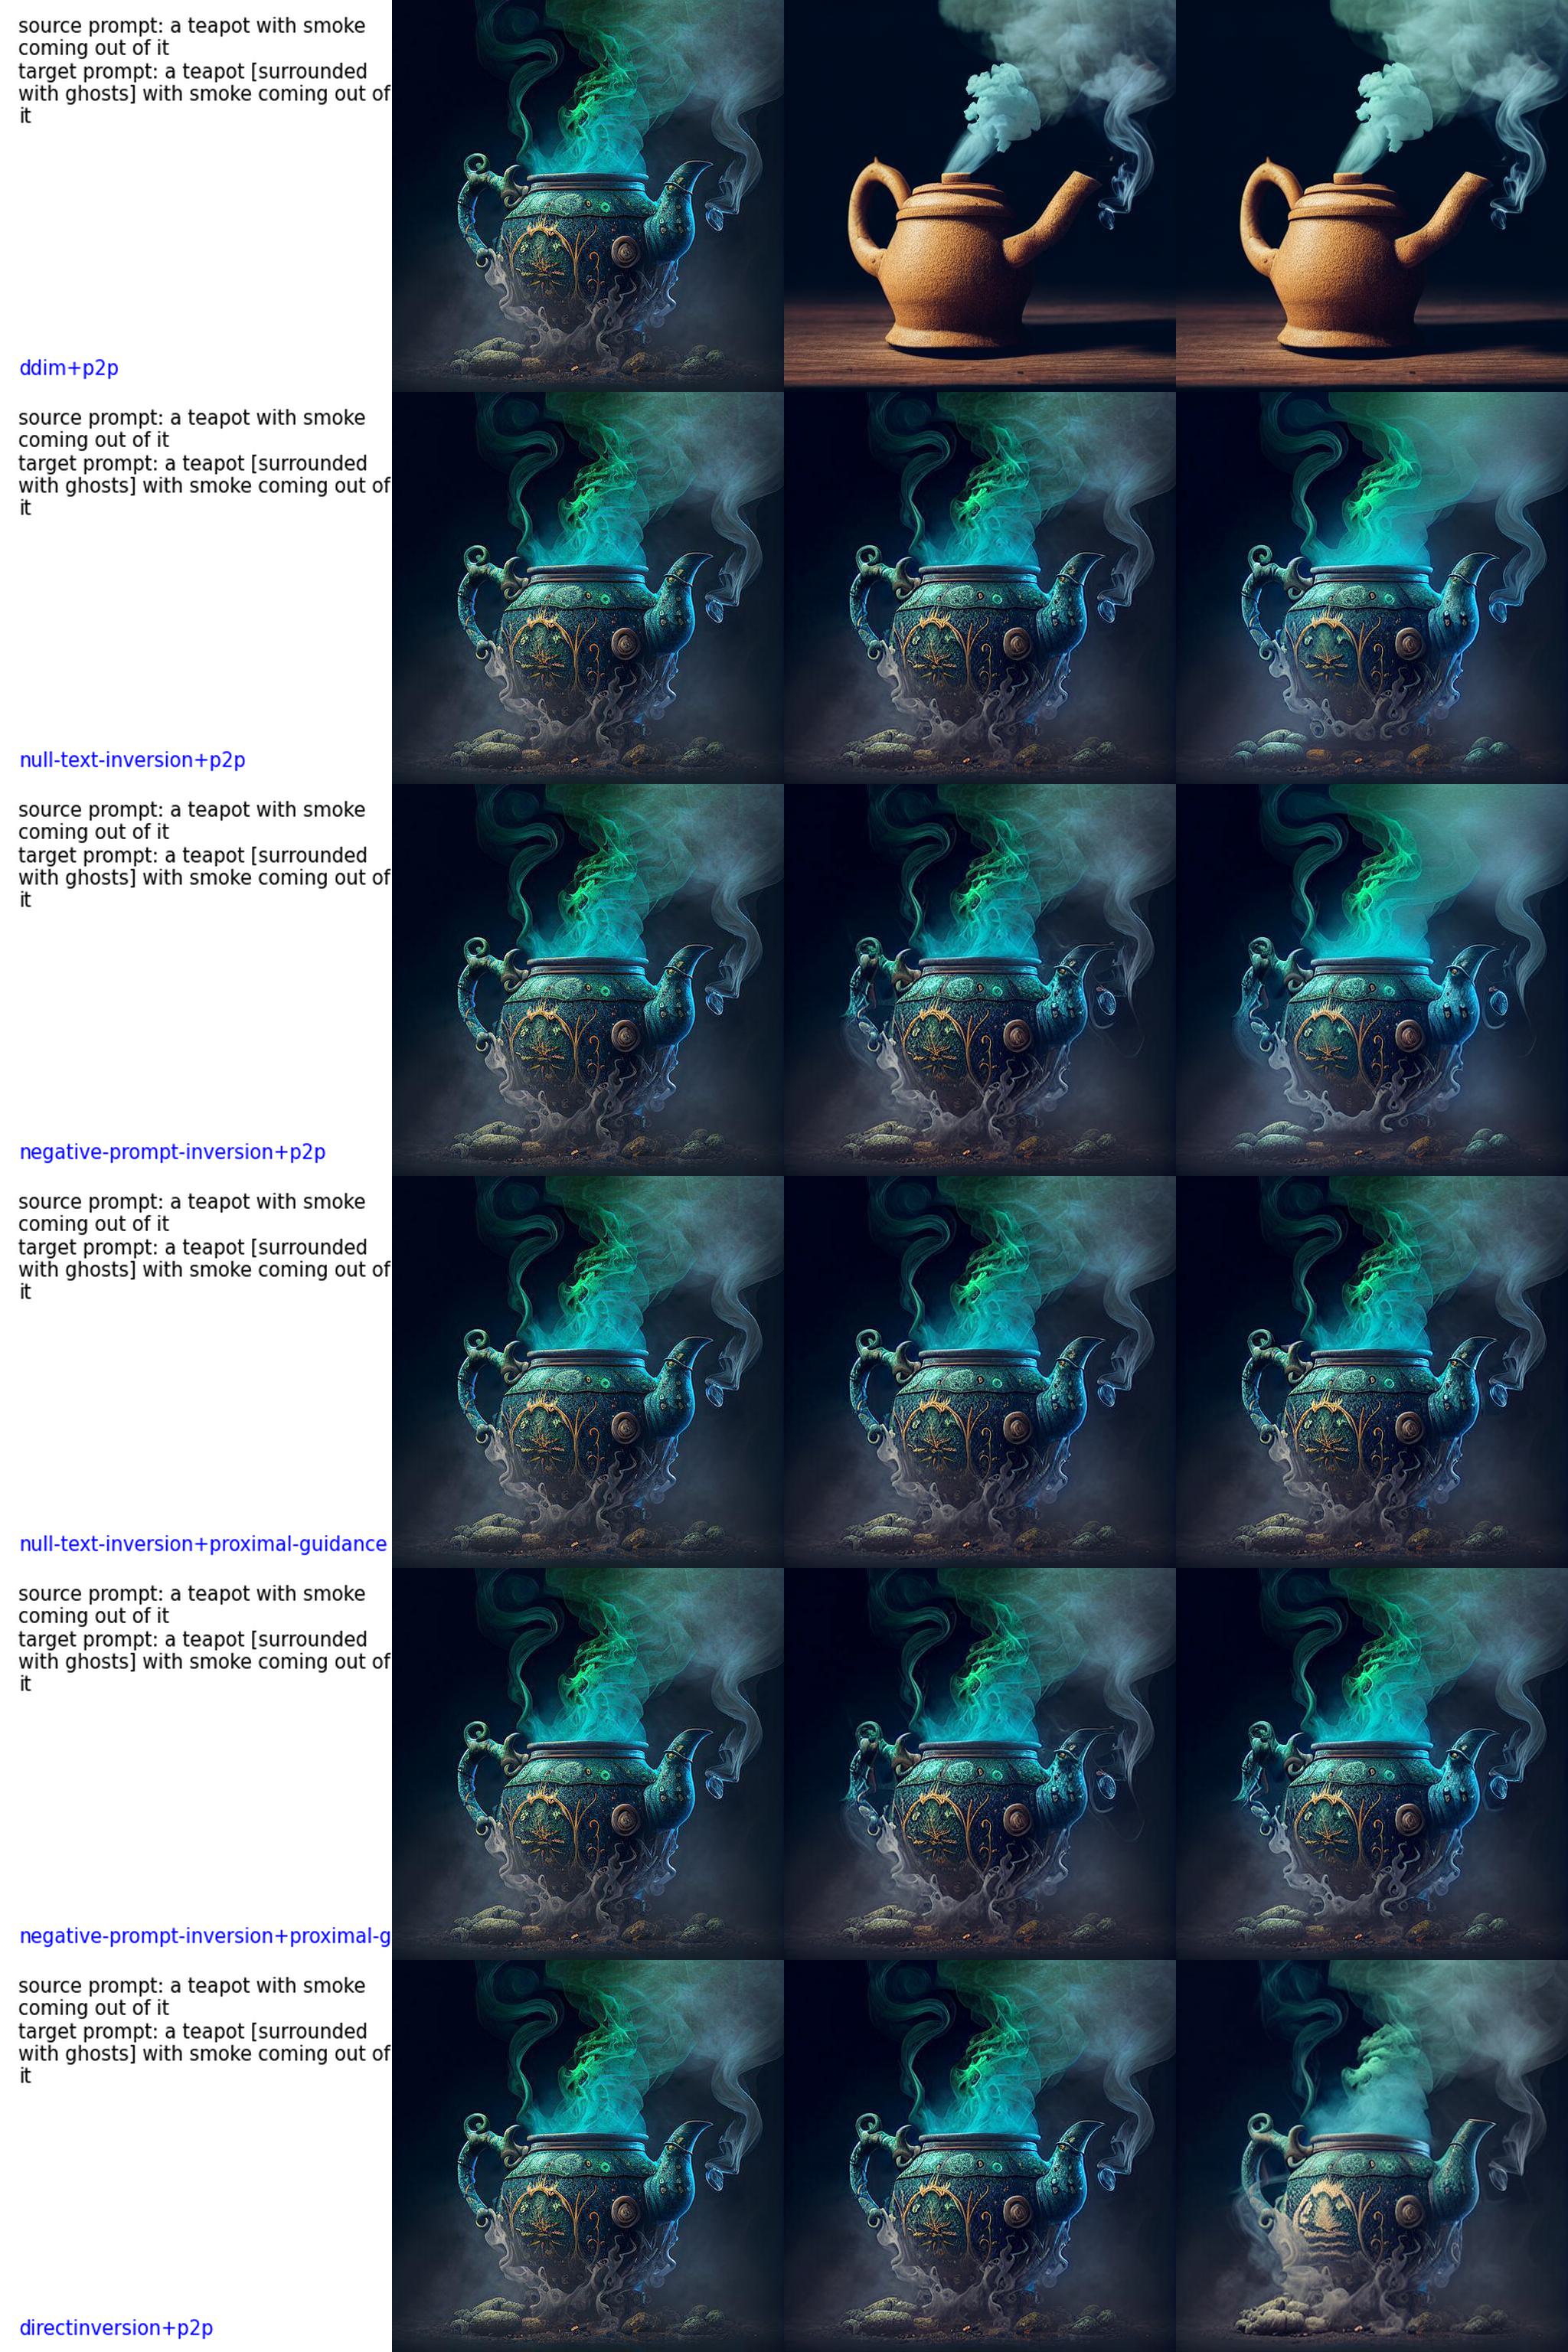 source prompt: a teapot with smoke
coming out of it
target prompt: a teapot [surrounded
with ghosts] with smoke coming out of
it
ddim+p2p
source prompt: a teapot with smoke
coming out of it
target prompt: a teapot [surrounded
with ghosts] with smoke coming out of
it
null-text-inversion+p2p
source prompt: a teapot with smoke
coming out of it
target prompt: a teapot [surrounded
with ghosts] with smoke coming out of
it
negative-prompt-inversion+p2p
source prompt: a teapot with smoke
coming out of it
target prompt: a teapot [surrounded
with ghosts] with smoke coming out of
it
null-text-inversion+proximal-guidance
source prompt: a teapot with smoke
coming out of it
target prompt: a teapot [surrounded
with ghosts] with smoke coming out of
it
negative-prompt-inversion+proximal-g
source prompt: a teapot with smoke
coming out of it
target prompt: a teapot [surrounded
with ghosts] with smoke coming out of
it
directinversion+p2p